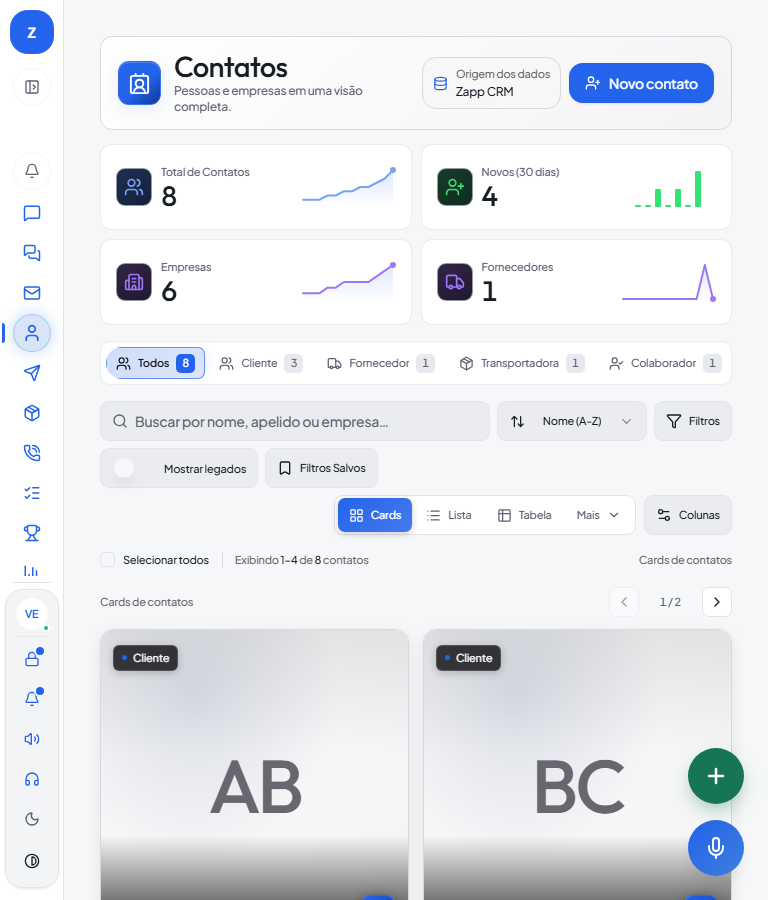 Z
Contatos
Pessoas e empresas em uma visão
completa.
Origem dos dados
Zapp CRM
Novo contato
Total de Contatos
8
Novos (30 dias)
4
Empresas
6
Fornecedores
1
Todos 8
Cliente 3
Fornecedor 1
Transportadora 1
Colaborador 1
Buscar por nome, apelido ou empresa...
Nome (A-Z)
Filtros
Mostrar legados
Filtros Salvos
Cards
Lista
Tabela
Mais
Colunas
Selecionar todos
Exibindo 1–4 de 8 contatos
Cards de contatos
Cards de contatos
1 / 2
VE
Cliente
AB
Cliente
BC